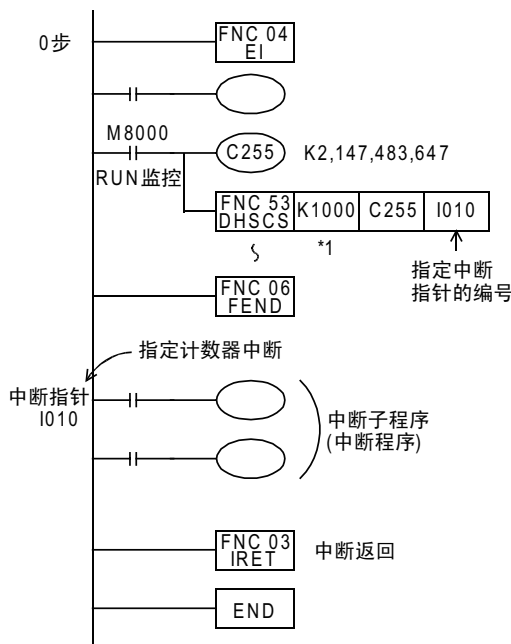 0步
FNC 04
EI
M8000
RUN监控
C255
K2,147,483,647
FNC 53
DHSCS
K1000
C255
I010
*1
指定中断
指针的编号
FNC 06
FEND
指定计数器中断
中断指针
I010
中断子程序
(中断程序)
FNC 03
IRET
中断返回
END